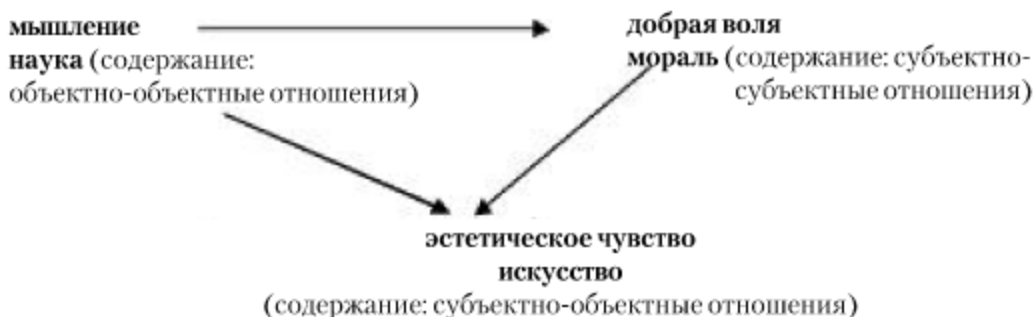 мышление
наука (содержание:
объектно-объектные отношения)
добрая воля
мораль (содержание: субъектно-
субъектные отношения)
эстетическое чувство
искусство
(содержание: субъектно-объектные отношения)